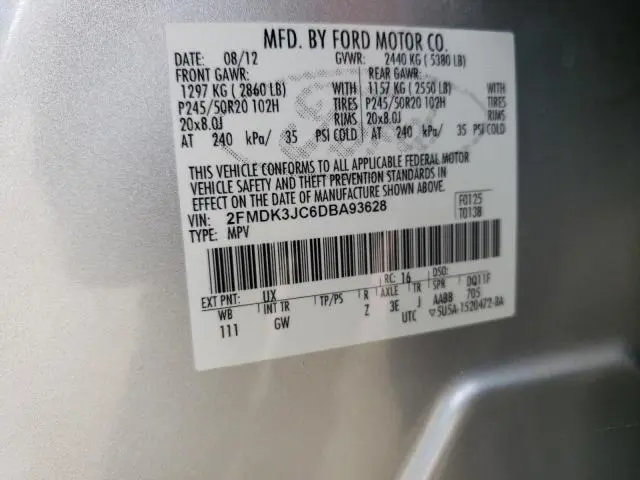 MFD. BY FORD MOTOR CO.
DATE: 08/12 GVWR: 2440 KG ( 5380 LB)
FRONT GAWR: REAR GAWR:
1297 KG ( 2860 LB) WITH 1157 KG ( 2550 LB) WITH
P245/50R20 102H TIRES P245/50R20 102H TIRES
20x8.0J RIMS 20x8.0J RIMS
AT 240 kPa/ 35 PSI COLD AT 240 kPa/ 35 PSI COLD
THIS VEHICLE CONFORMS TO ALL APPLICABLE FEDERAL MOTOR
VEHICLE SAFETY AND THEFT PREVENTION STANDARDS IN
EFFECT ON THE DATE OF MANUFACTURE SHOWN ABOVE.
VIN: 2FMDK3JC6DBA93628 F0125
TYPE: MPV T0138
EXT PNT: UX RC: 16 DSO:
WB INT TR TP/PS R AXLE TR SPR DQ11F
111 GW Z 3E J AABB 705
UTC ▽5U5A-1520472-BA